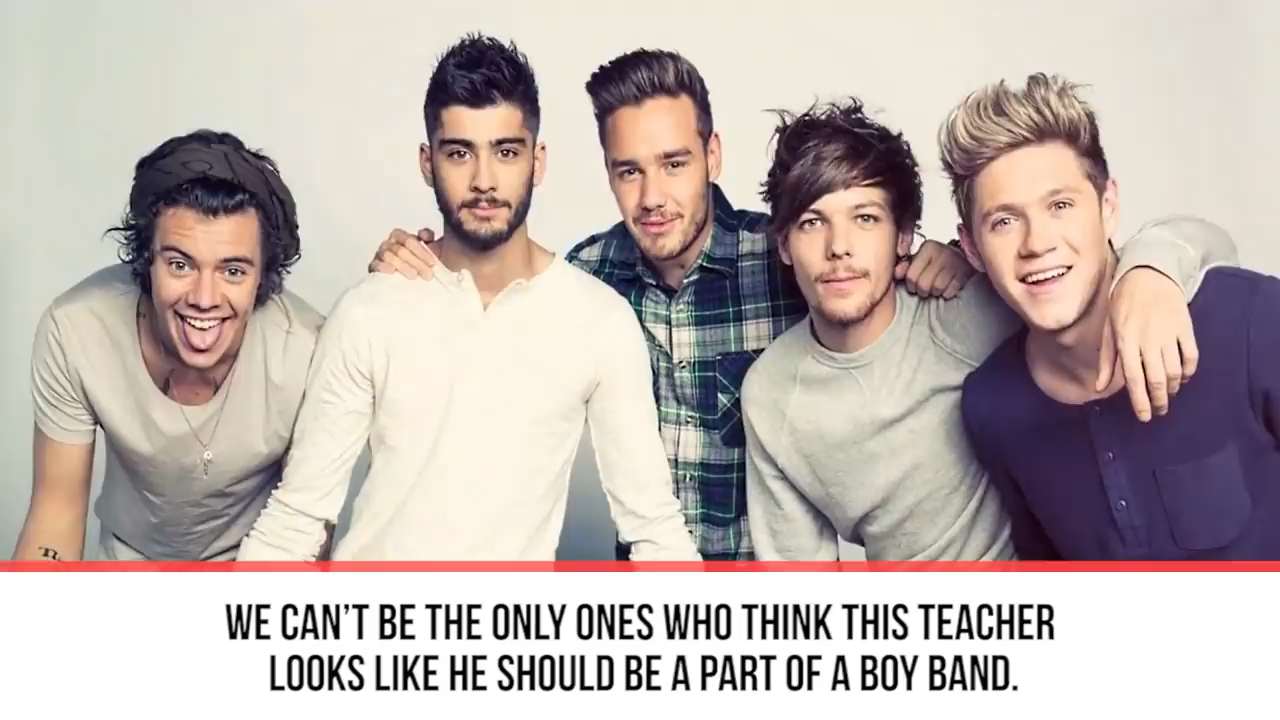 WE CAN'T BE THE ONLY ONES WHO THINK THIS TEACHER
LOOKS LIKE HE SHOULD BE A PART OF A BOY BAND.